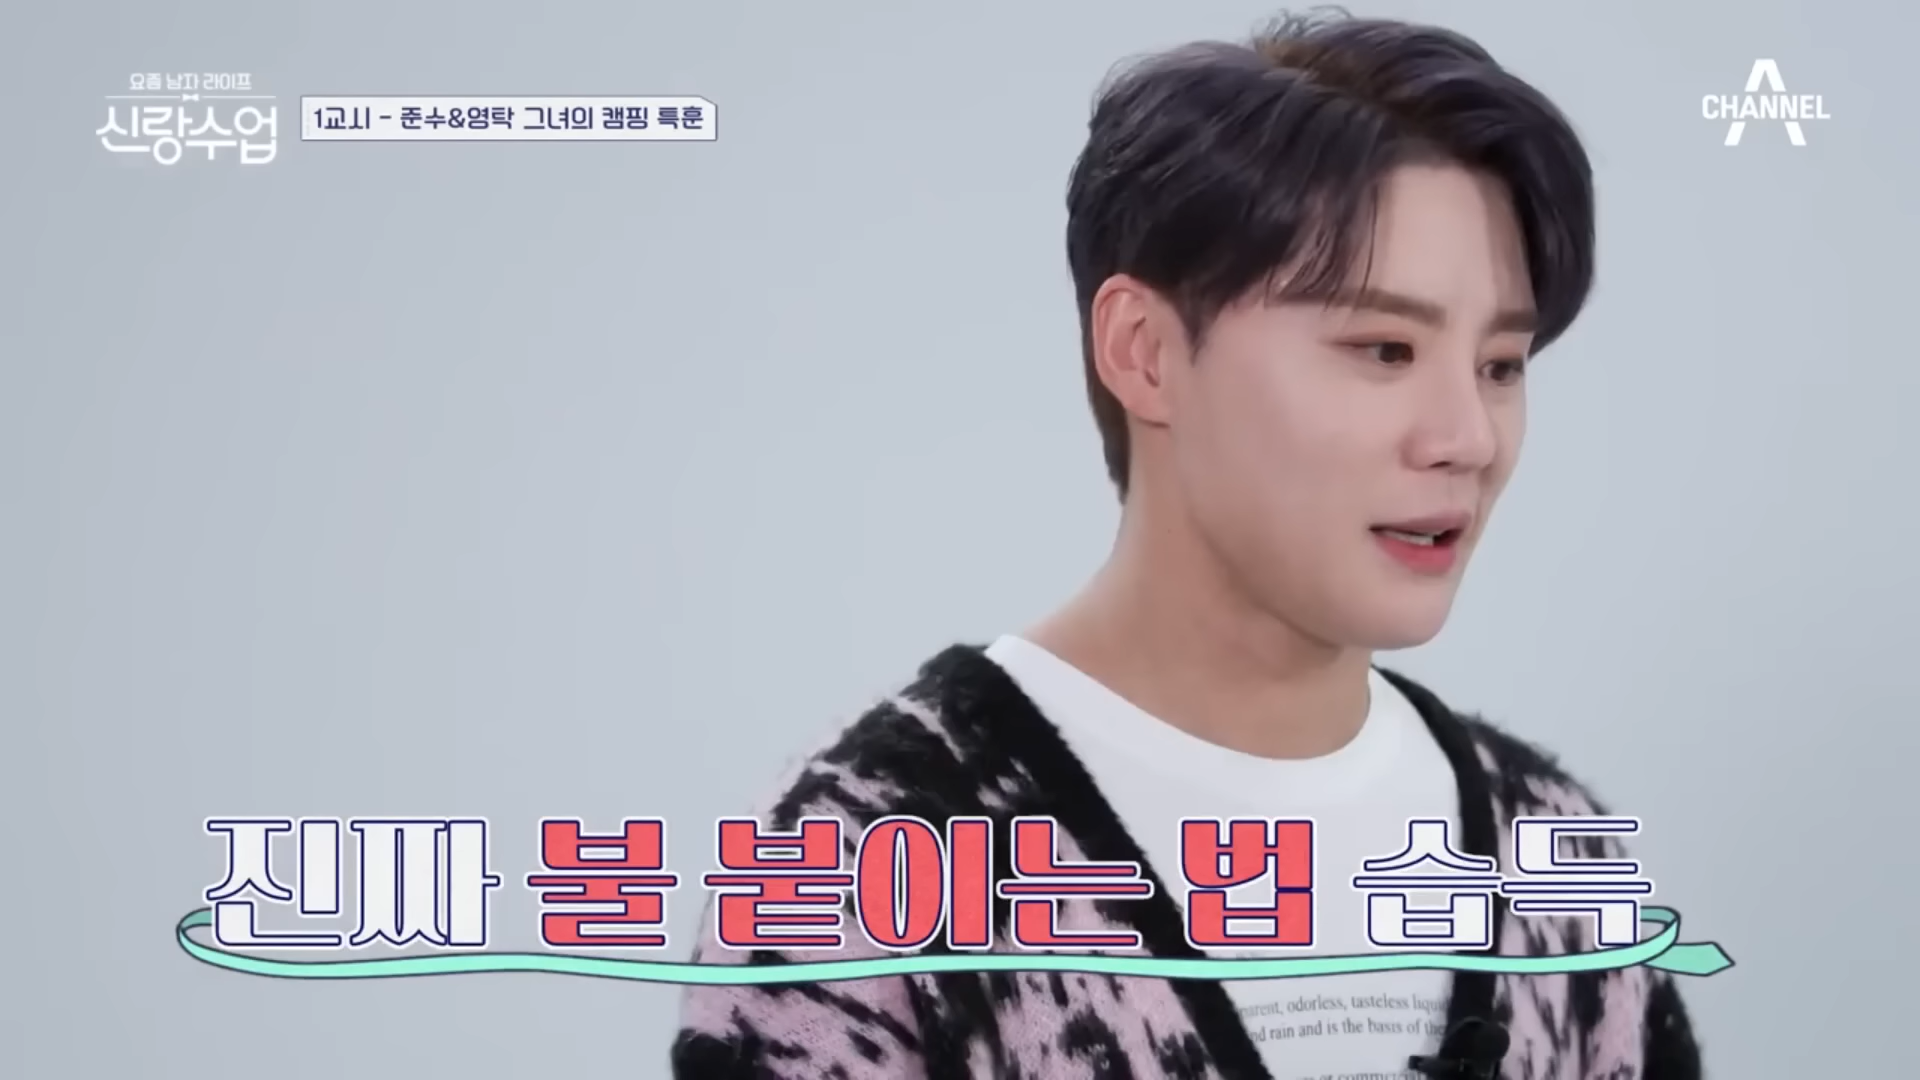 요즘 남자 라이프
신랑수업
1교시 - 준수&영탁 그녀의 캠핑 특훈
CHANNEL A
진짜 불 붙이는 법 습득
odorless, tasteless
rain and is the basis of the